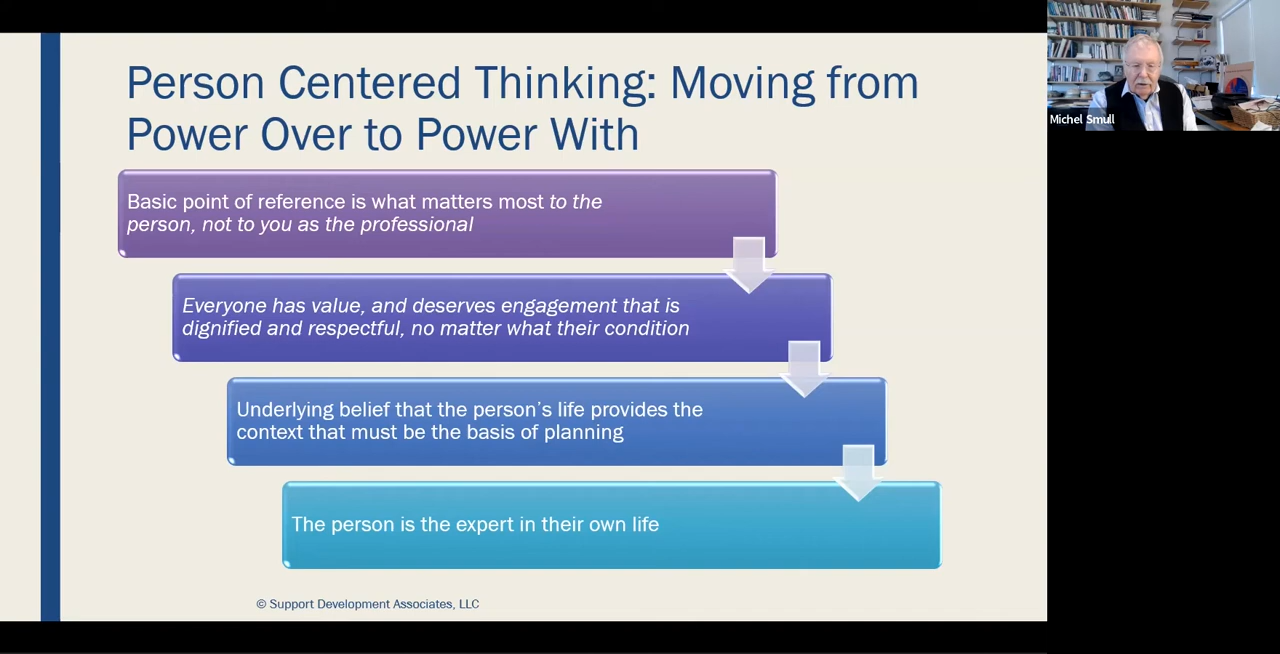 Person Centered Thinking: Moving from
Power Over to Power With
Basic point of reference is what matters most to the
person, not to you as the professional
Everyone has value, and deserves engagement that is
dignified and respectful, no matter what their condition
Underlying belief that the person's life provides the
context that must be the basis of planning
The person is the expert in their own life
© Support Development Associates, LLC
Michel Smull